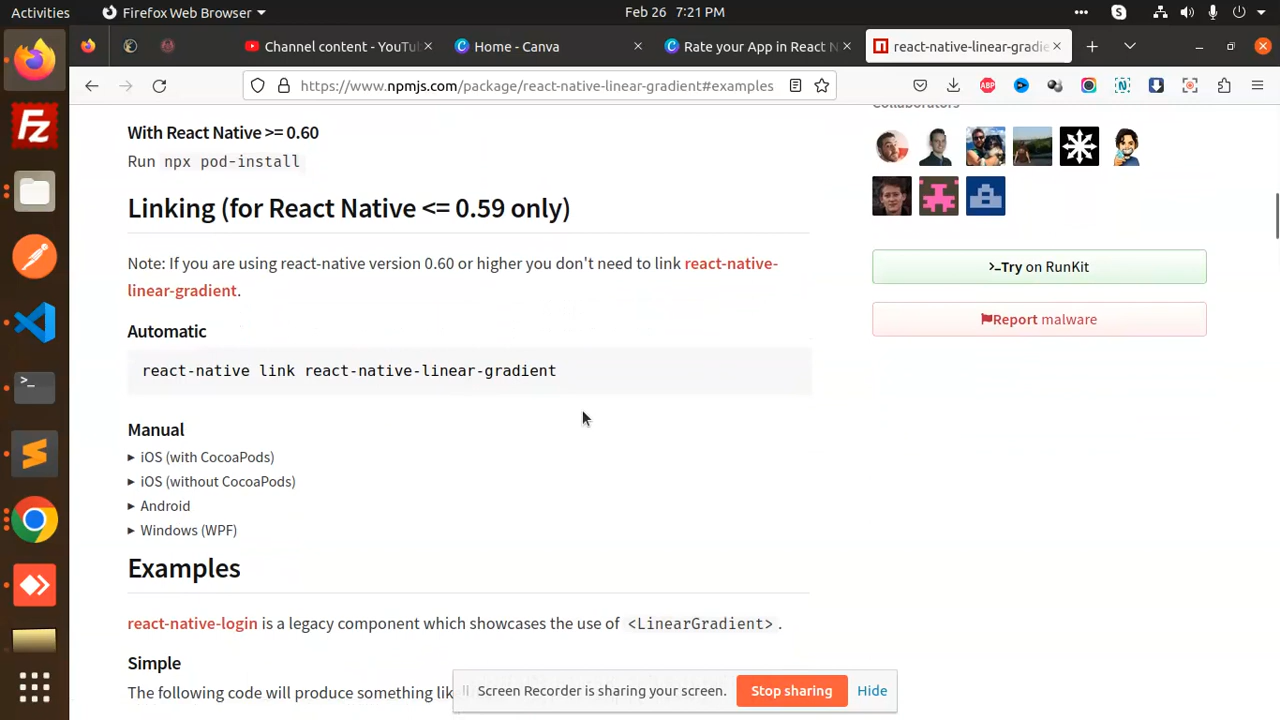 Activities
Firefox Web Browser
Feb 26 7:21 PM
Channel content - YouTu
Home - Canva
Rate your App in React N
react-native-linear-gradie
https://www.npmjs.com/package/react-native-linear-gradient#examples
Collaborators
With React Native >= 0.60
Run npx pod-install
Linking (for React Native <= 0.59 only)
Note: If you are using react-native version 0.60 or higher you don't need to link react-native-
linear-gradient.
Automatic
react-native link react-native-linear-gradient
Manual
iOS (with CocoaPods)
iOS (without CocoaPods)
Android
Windows (WPF)
Examples
react-native-login is a legacy component which showcases the use of <LinearGradient> .
Simple
The following code will produce something lik
Try on RunKit
Report malware
Screen Recorder is sharing your screen.
Stop sharing
Hide